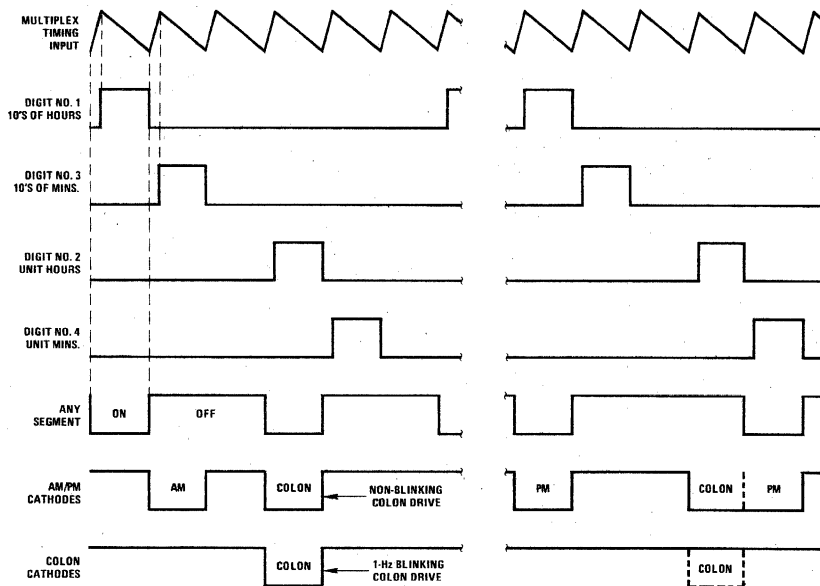 MULTIPLEX
TIMING
INPUT
DIGIT NO. 1
10'S OF HOURS
DIGIT NO. 3
10'S OF MINS.
DIGIT NO. 2
UNIT HOURS
DIGIT NO. 4
UNIT MINS.
ANY
SEGMENT
ON
OFF
AM/PM
CATHODES
AM
COLON
NON-BLINKING
COLON DRIVE
PM
COLON
PM
COLON
CATHODES
COLON
1-Hz BLINKING
COLON DRIVE
COLON